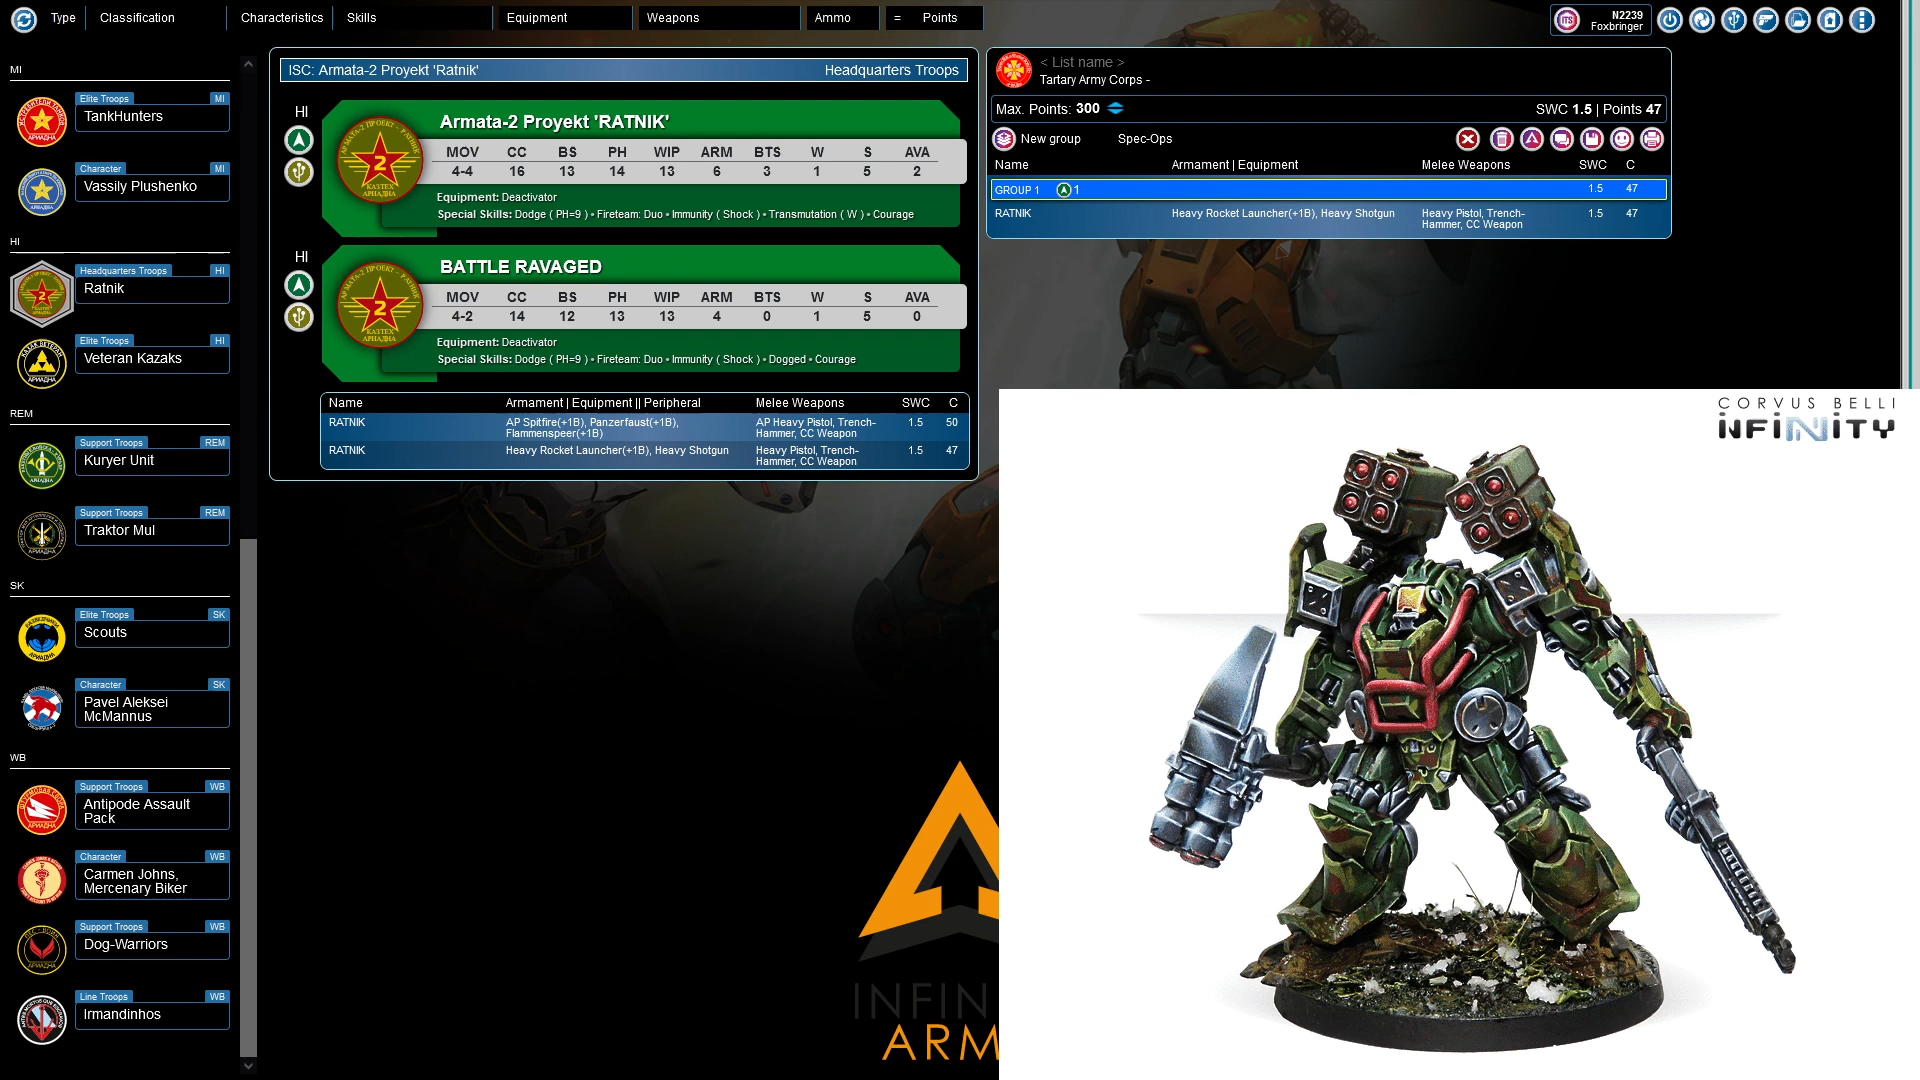 Type
Classification
Characteristics
Skills
Equipment
Weapons
Ammo
=
Points
ITS
N2239
Foxbringer
MI
Elite Troops MI
TankHunters
Character MI
Vassily Plushenko
HI
Headquarters Troops HI
Ratnik
Elite Troops HI
Veteran Kazaks
REM
Support Troops REM
Kuryer Unit
Support Troops REM
Traktor Mul
SK
Elite Troops SK
Scouts
Character SK
Pavel Aleksei
McMannus
WB
Support Troops WB
Antipode Assault
Pack
Character WB
Carmen Johns,
Mercenary Biker
Support Troops WB
Dog-Warriors
Line Troops WB
Irmandinhos
ISC: Armata-2 Proyekt 'Ratnik' Headquarters Troops
HI
Armata-2 Proyekt 'RATNIK'
MOV CC BS PH WIP ARM BTS W S AVA
4-4 16 13 14 13 6 3 1 5 2
Equipment: Deactivator
Special Skills: Dodge ( PH=9 ) • Fireteam: Duo • Immunity ( Shock ) • Transmutation ( W ) • Courage
HI
BATTLE RAVAGED
MOV CC BS PH WIP ARM BTS W S AVA
4-2 14 12 13 13 4 0 1 5 0
Equipment: Deactivator
Special Skills: Dodge ( PH=9 ) • Fireteam: Duo • Immunity ( Shock ) • Dogged • Courage
Name Armament | Equipment || Peripheral Melee Weapons SWC C
RATNIK AP Spitfire(+1B), Panzerfaust(+1B), AP Heavy Pistol, Trench- 1.5 50
Flammenspeer(+1B) Hammer, CC Weapon
RATNIK Heavy Rocket Launcher(+1B), Heavy Shotgun Heavy Pistol, Trench- 1.5 47
Hammer, CC Weapon
< List name >
Tartary Army Corps -
Max. Points: 300 SWC 1.5 | Points 47
New group Spec-Ops
Name Armament | Equipment Melee Weapons SWC C
GROUP 1 1 1.5 47
RATNIK Heavy Rocket Launcher(+1B), Heavy Shotgun Heavy Pistol, Trench- 1.5 47
Hammer, CC Weapon
CORVUS BELLI
INFINITY
INFIN
ARM